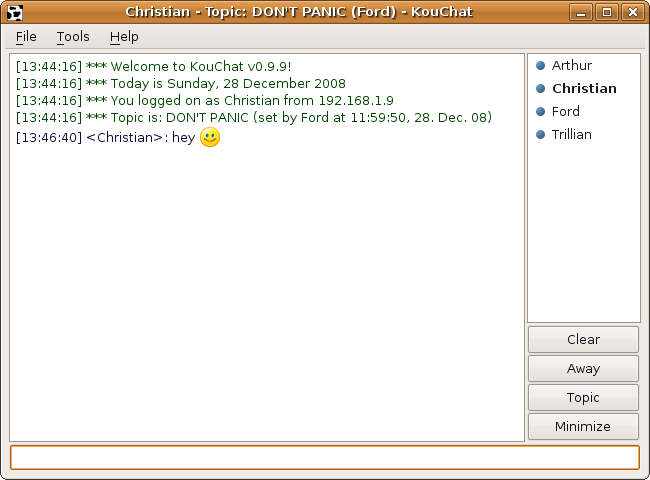 Christian - Topic: DON'T PANIC (Ford) - KouChat
File Tools Help
[13:44:16] *** Welcome to KouChat v0.9.9!
[13:44:16] *** Today is Sunday, 28 December 2008
[13:44:16] *** You logged on as Christian from 192.168.1.9
[13:44:16] *** Topic is: DON'T PANIC (set by Ford at 11:59:50, 28. Dec. 08)
[13:46:40] <Christian>: hey
Arthur
Christian
Ford
Trillian
Clear
Away
Topic
Minimize